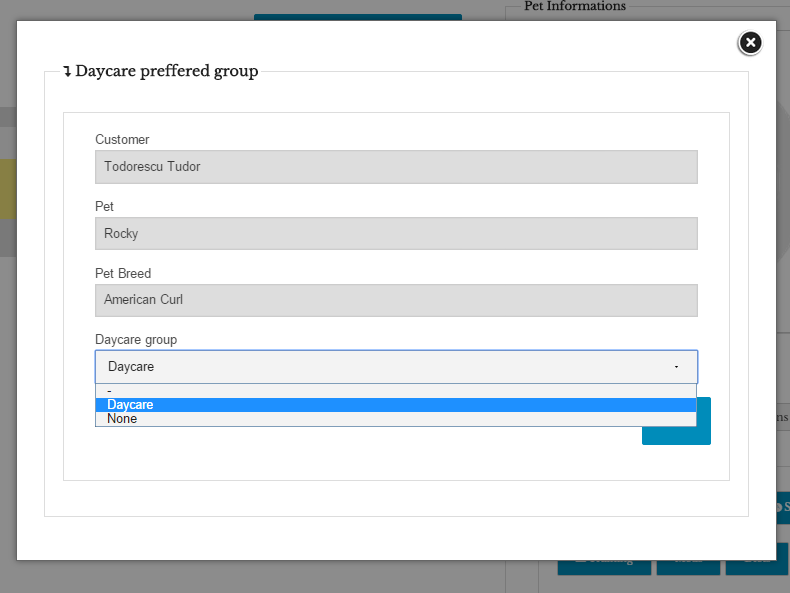 Pet Informations
Daycare preffered group
Customer
Todorescu Tudor
Pet
Rocky
Pet Breed
American Curl
Daycare group
Daycare
-
Daycare
None